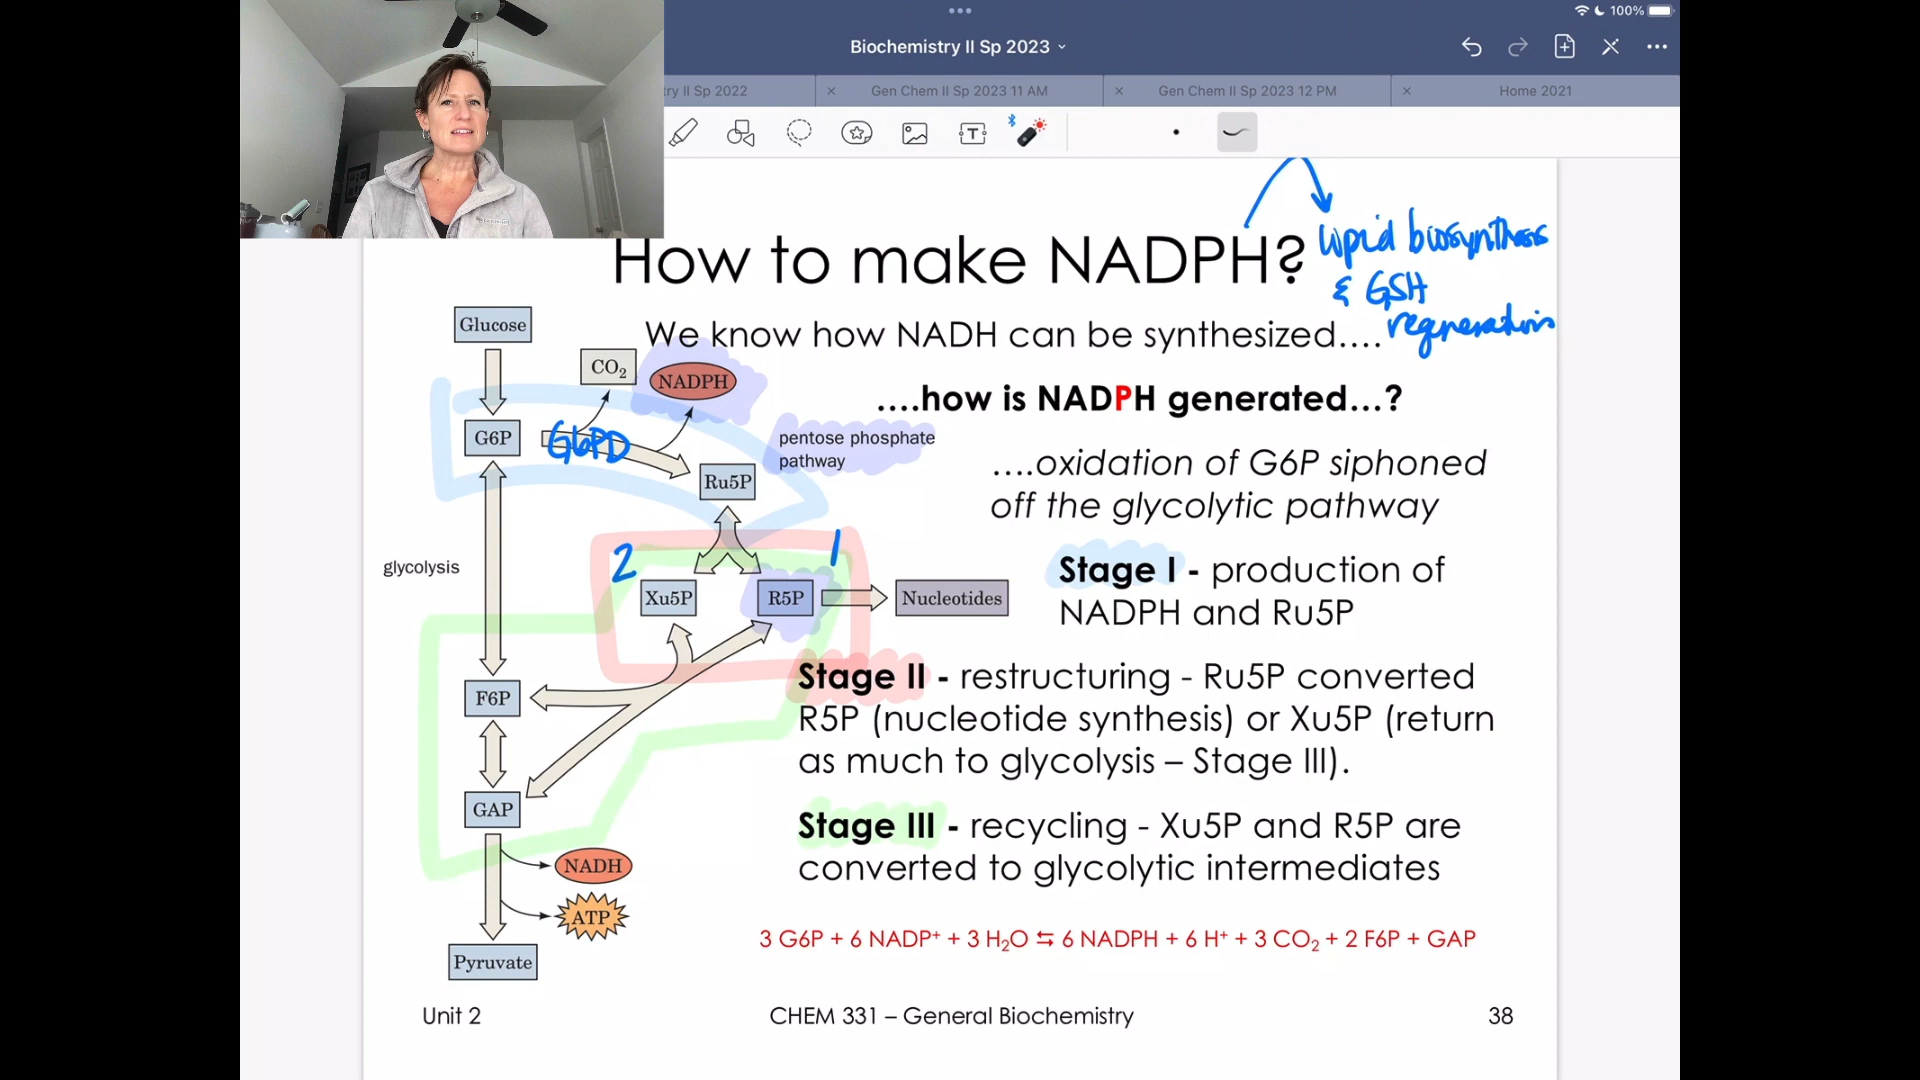 100%
Biochemistry II Sp 2023
ry II Sp 2022
Gen Chem II Sp 2023 11 AM
Gen Chem II Sp 2023 12 PM
Home 2021
T
How to make NADPH?
lipid biosynthesis
& GSH
regeneration
We know how NADH can be synthesized....
....how is NADPH generated...?
....oxidation of G6P siphoned
off the glycolytic pathway
Glucose
CO₂
NADPH
G6P
G6PD
pentose phosphate
pathway
Ru5P
2
1
glycolysis
Xu5P
R5P
Nucleotides
F6P
GAP
NADH
ATP
Pyruvate
Stage I - production of
NADPH and Ru5P
Stage II - restructuring - Ru5P converted
R5P (nucleotide synthesis) or Xu5P (return
as much to glycolysis – Stage III).
Stage III - recycling - Xu5P and R5P are
converted to glycolytic intermediates
3 G6P + 6 NADP⁺ + 3 H₂O ⇆ 6 NADPH + 6 H⁺ + 3 CO₂ + 2 F6P + GAP
Unit 2
CHEM 331 – General Biochemistry
38